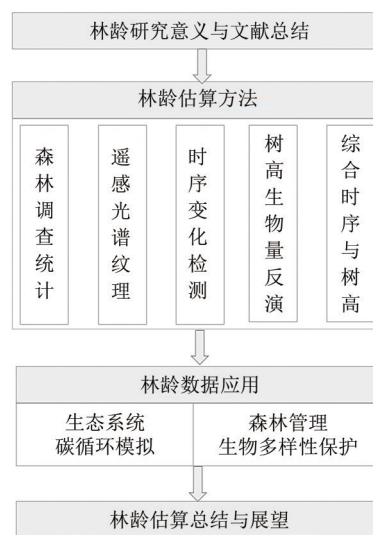 林龄研究意义与文献总结
林龄估算方法
森林调查统计
遥感光谱纹理
时序变化检测
树高生物量反演
综合时序与树高
林龄数据应用
生态系统
碳循环模拟
森林管理
生物多样性保护
林龄估算总结与展望